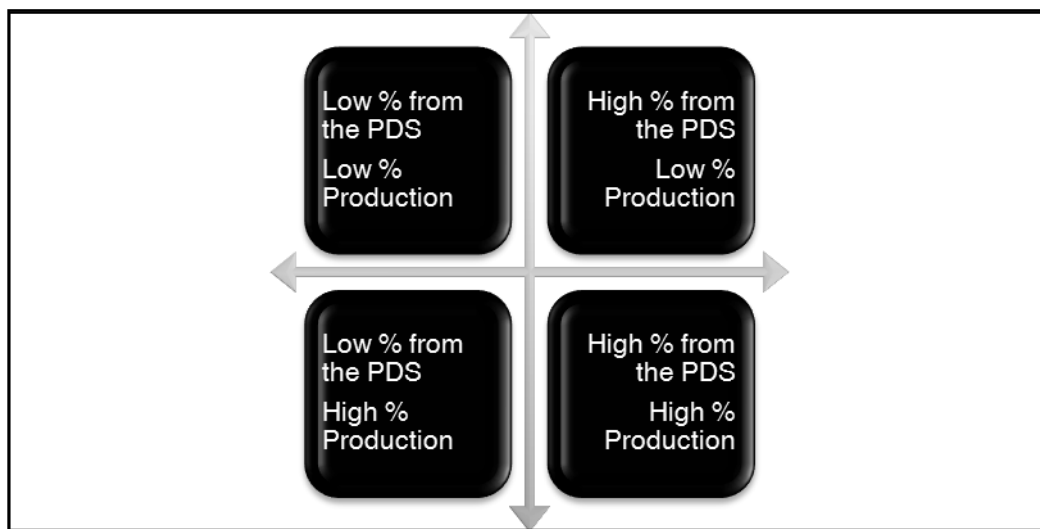 Low % from
the PDS
Low %
Production
High % from
the PDS
Low %
Production
Low % from
the PDS
High %
Production
High % from
the PDS
High %
Production